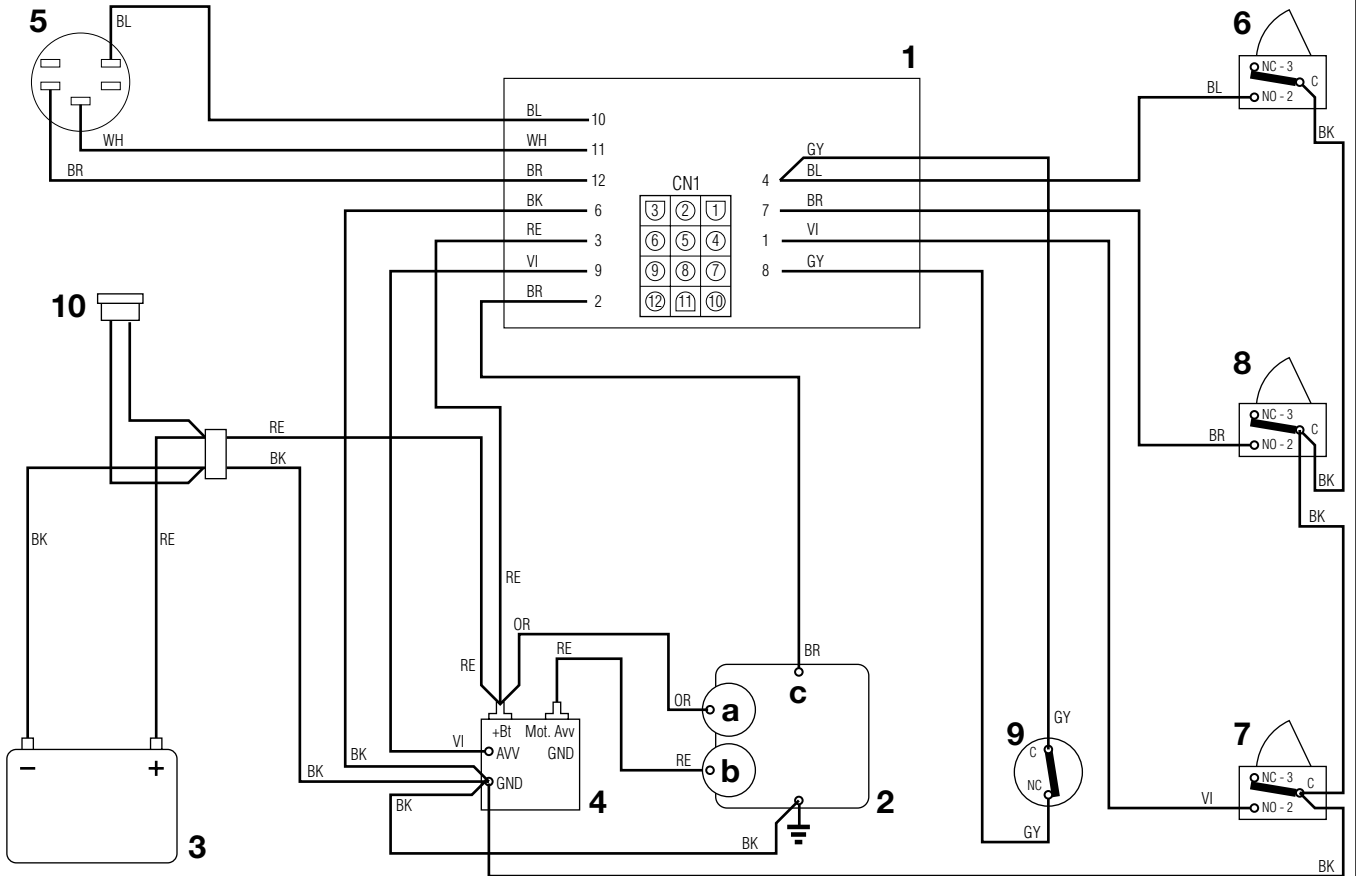 5
BL
WH
BR
1
BL
10
WH
11
BR
12
BK
6
RE
3
VI
9
BR
2
CN1
3 2 1
6 5 4
9 8 7
12 11 10
GY
4
BL
7
BR
1
VI
8
GY
6
NC - 3
C
NO - 2
BL
BK
8
NC - 3
C
NO - 2
BR
BK
BK
10
RE
BK
BK
RE
RE
OR
RE
RE
BR
c
OR
a
RE
b
2
+Bt
Mot. Avv
VI
AVV
GND
BK
BK
GND
BK
4
BK
3
–
+
9
GY
C
NC
GY
7
NC - 3
C
NO - 2
VI
BK